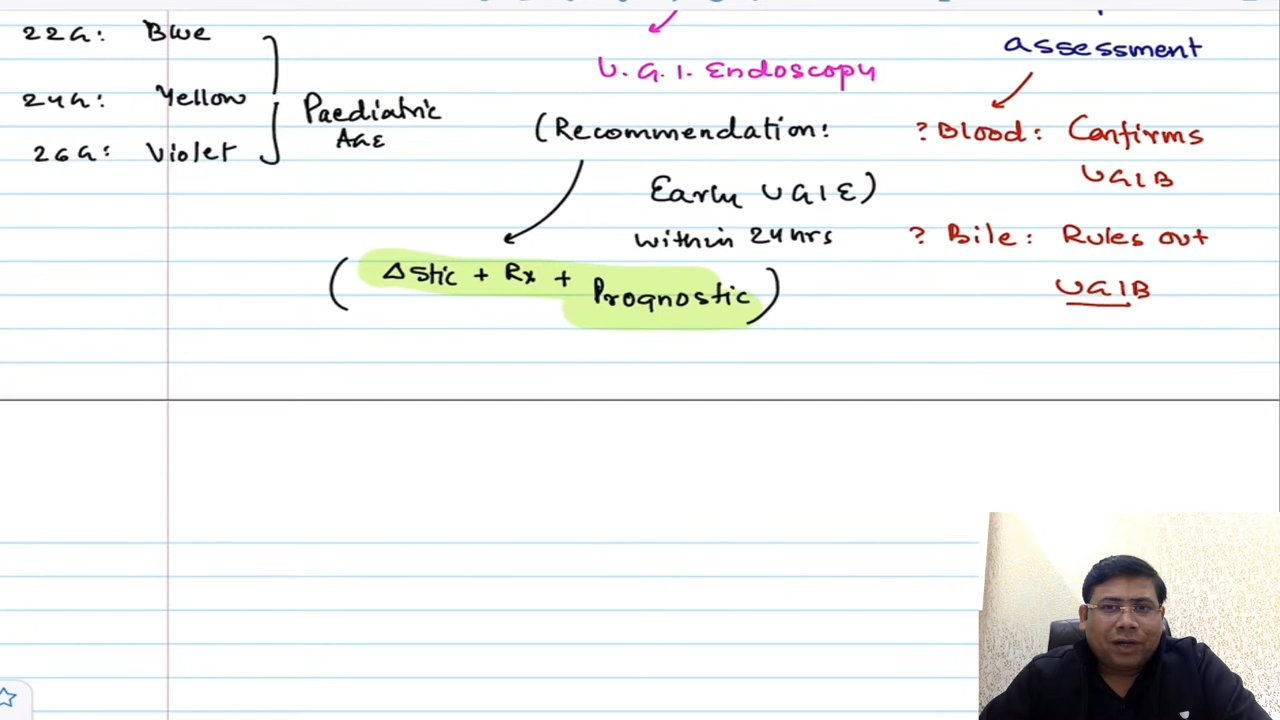 22G: Blue
24G: Yellow
26G: Violet
Paediatric
AGE
U.G.I. Endoscopy
(Recommendation:
Early UGIE)
within 24hrs
(Δstic + Rx +
Prognostic)
assessment
? Blood: Confirms
UGIB
? Bile: Rules out
UGIB